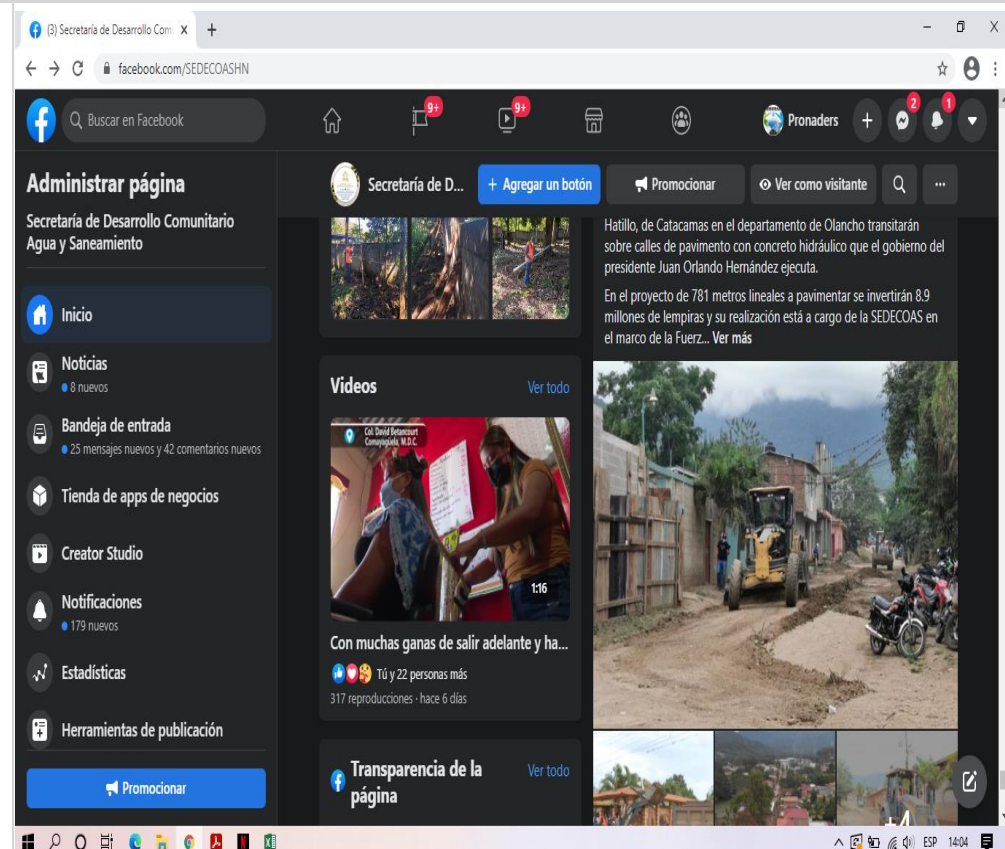 (3) Secretaría de Desarrollo Com
facebook.com/SEDECOASHN
Buscar en Facebook
9+
9+
Pronaders
2
1
Administrar página
Secretaría de Desarrollo Comunitario
Agua y Saneamiento
Inicio
Noticias
8 nuevos
Bandeja de entrada
25 mensajes nuevos y 42 comentarios nuevos
Tienda de apps de negocios
Creator Studio
Notificaciones
179 nuevos
Estadísticas
Herramientas de publicación
Promocionar
Secretaría de D...
+ Agregar un botón
Promocionar
Ver como visitante
Videos
Ver todo
Col. David Betancourt
Comayagüela, M.D.C.
1:16
Con muchas ganas de salir adelante y ha...
Tú y 22 personas más
317 reproducciones · hace 6 días
Transparencia de la
página
Ver todo
Hatillo, de Catacamas en el departamento de Olancho transitarán
sobre calles de pavimento con concreto hidráulico que el gobierno del
presidente Juan Orlando Hernández ejecuta.
En el proyecto de 781 metros lineales a pavimentar se invertirán 8.9
millones de lempiras y su realización está a cargo de la SEDECOAS en
el marco de la Fuerz... Ver más
+4
ESP
14:04